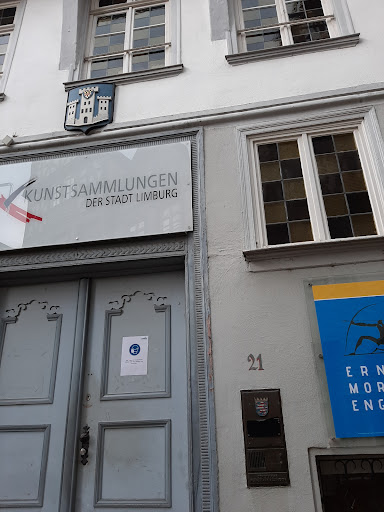 KUNSTSAMMLUNGEN
DER STADT LIMBURG
21
ERN
MOR
ENG